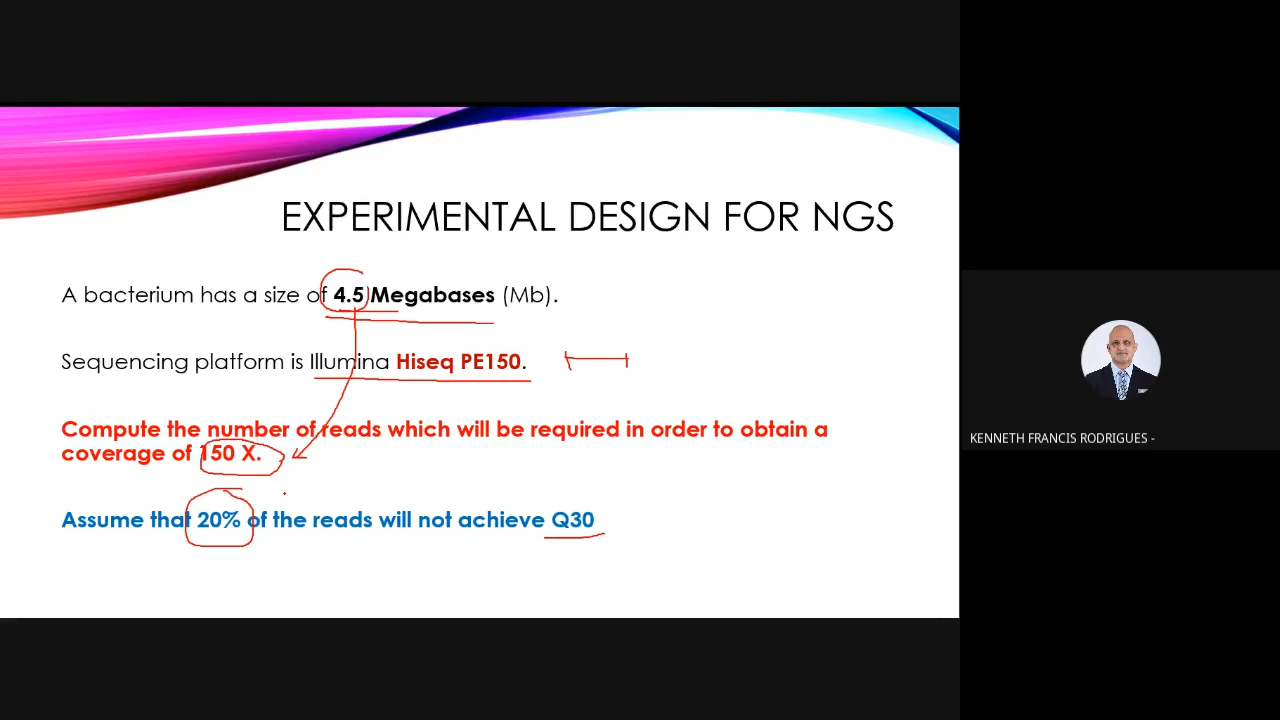 EXPERIMENTAL DESIGN FOR NGS
A bacterium has a size of 4.5 Megabases (Mb).
Sequencing platform is Illumina Hiseq PE150.
Compute the number of reads which will be required in order to obtain a
coverage of 150 X.
Assume that 20% of the reads will not achieve Q30
KENNETH FRANCIS RODRIGUES -